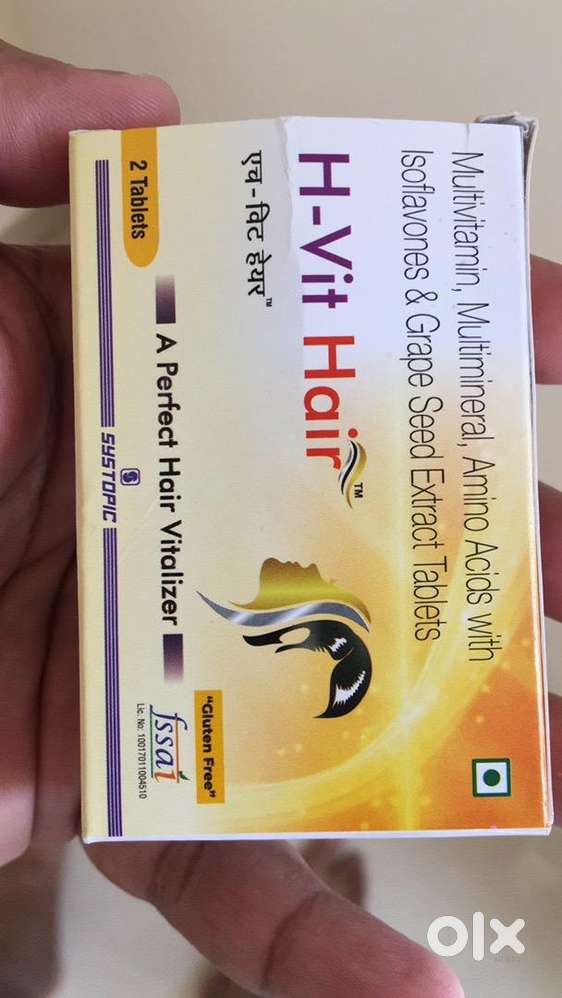 Multivitamin, Multimineral, Amino Acids with
Isoflavones & Grape Seed Extract Tablets
H-Vit Hair™
एच-विट हेयर™
"Gluten Free"
A Perfect Hair Vitalizer
2 Tablets
SYSTOPIC
fssai
Lic. No: 10017011004510
olx